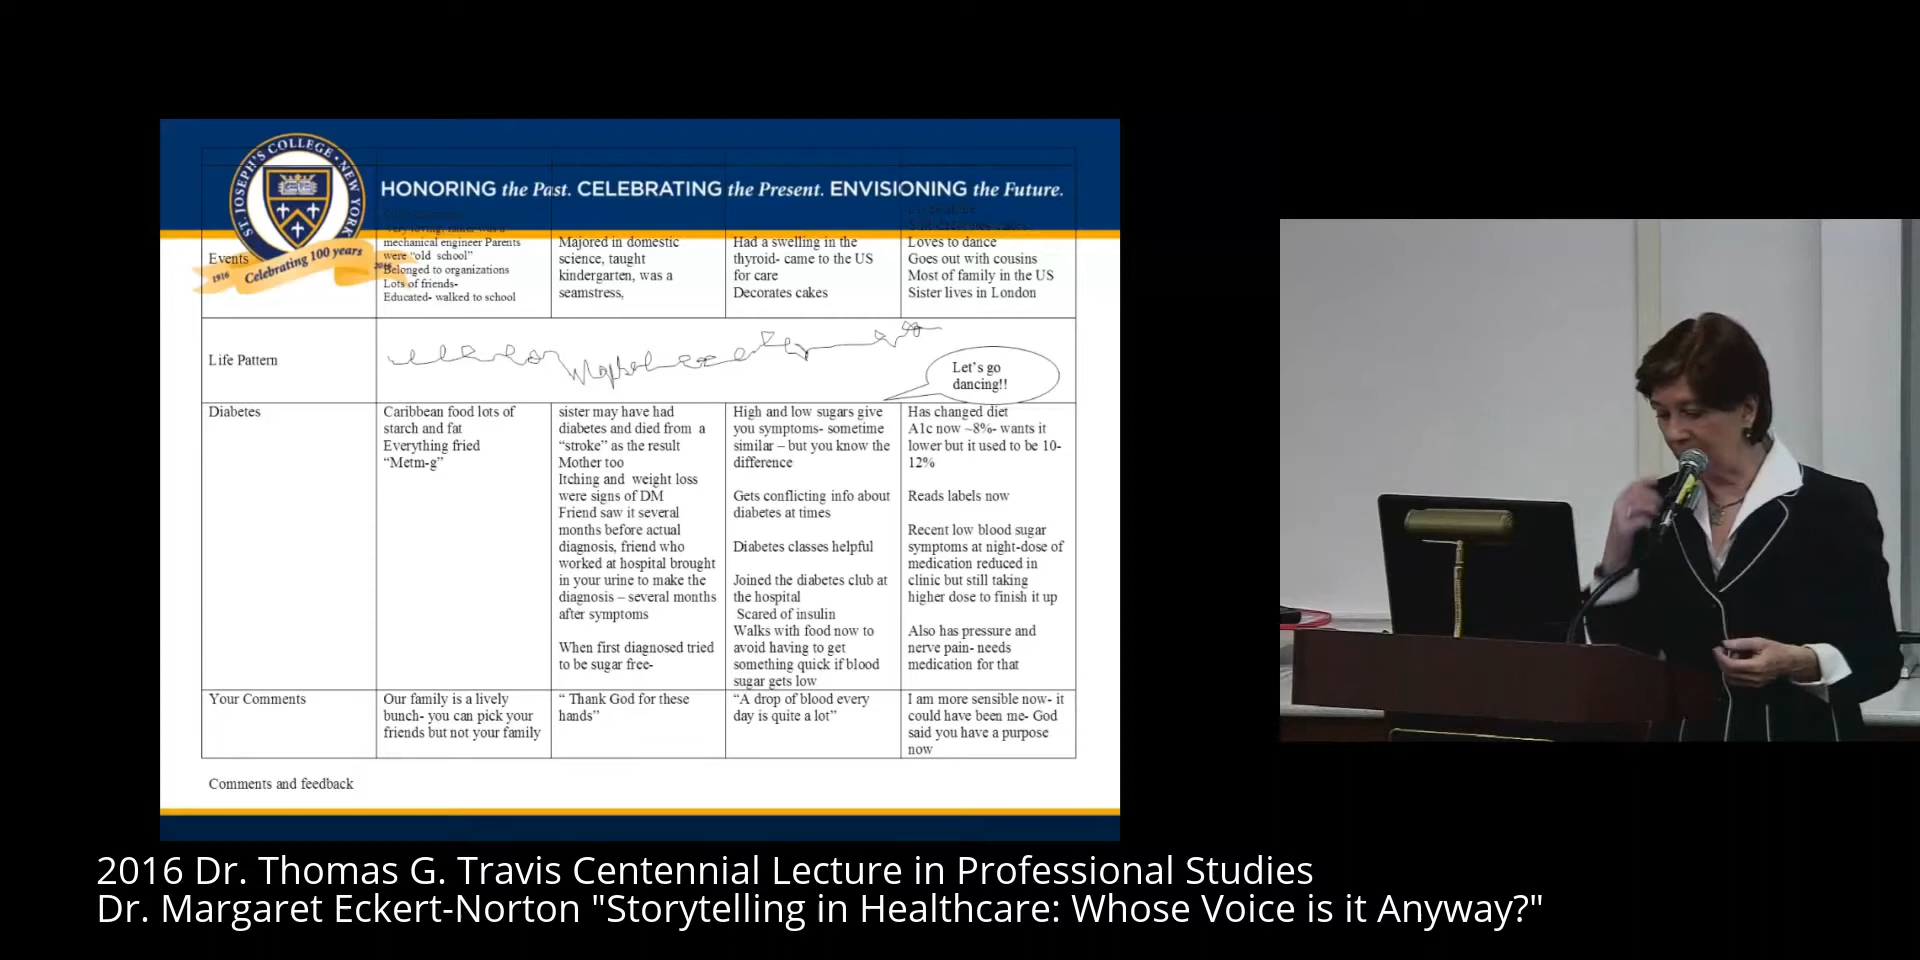 ST. JOSEPH'S COLLEGE • NEW YORK
1916 Celebrating 100 years
HONORING the Past. CELEBRATING the Present. ENVISIONING the Future.
Events
mechanical engineer Parents
were "old school"
Belonged to organizations
Lots of friends-
Educated- walked to school
Majored in domestic
science, taught
kindergarten, was a
seamstress,
Had a swelling in the
thyroid- came to the US
for care
Decorates cakes
Loves to dance
Goes out with cousins
Most of family in the US
Sister lives in London
Life Pattern
Let's go
dancing!!
Diabetes
Caribbean food lots of
starch and fat
Everything fried
"Metm-g"
sister may have had
diabetes and died from a
"stroke" as the result
Mother too
Itching and weight loss
were signs of DM
Friend saw it several
months before actual
diagnosis, friend who
worked at hospital brought
in your urine to make the
diagnosis – several months
after symptoms
When first diagnosed tried
to be sugar free-
High and low sugars give
you symptoms- sometime
similar – but you know the
difference
Gets conflicting info about
diabetes at times
Diabetes classes helpful
Joined the diabetes club at
the hospital
Scared of insulin
Walks with food now to
avoid having to get
something quick if blood
sugar gets low
Has changed diet
A1c now ~8%- wants it
lower but it used to be 10-
12%
Reads labels now
Recent low blood sugar
symptoms at night-dose of
medication reduced in
clinic but still taking
higher dose to finish it up
Also has pressure and
nerve pain- needs
medication for that
Your Comments
Our family is a lively
bunch- you can pick your
friends but not your family
" Thank God for these
hands"
"A drop of blood every
day is quite a lot"
I am more sensible now- it
could have been me- God
said you have a purpose
now
Comments and feedback
2016 Dr. Thomas G. Travis Centennial Lecture in Professional Studies
Dr. Margaret Eckert-Norton "Storytelling in Healthcare: Whose Voice is it Anyway?"